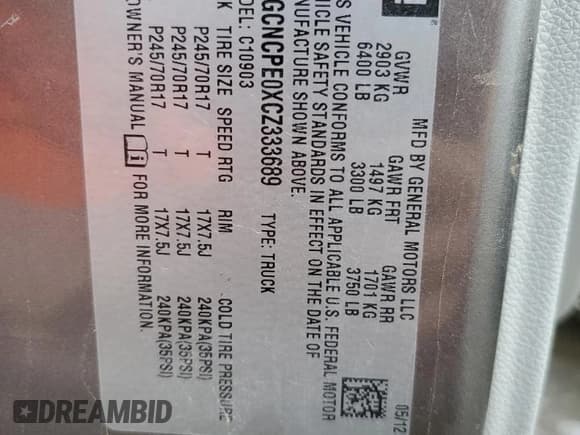 MFD BY GENERAL MOTORS LLC 05/12
GVWR GAWR FRT GAWR RR
2903 KG 1497 KG 1701 KG
6400 LB 3300 LB 3750 LB
S VEHICLE CONFORMS TO ALL APPLICABLE U.S. FEDERAL MOTOR
HICLE SAFETY STANDARDS IN EFFECT ON THE DATE OF
NUFACTURE SHOWN ABOVE.
GCNCPE0XCZ333689 TYPE: TRUCK
DEL: C10903
TIRE SIZE SPEED RTG RIM COLD TIRE PRESSURE
P245/70R17 T 17X7.5J 240KPA(35PSI)
P245/70R17 T 17X7.5J 240KPA(35PSI)
P245/70R17 T 17X7.5J 240KPA(35PSI)
OWNER'S MANUAL FOR MORE INFORMATION.
DREAMBID